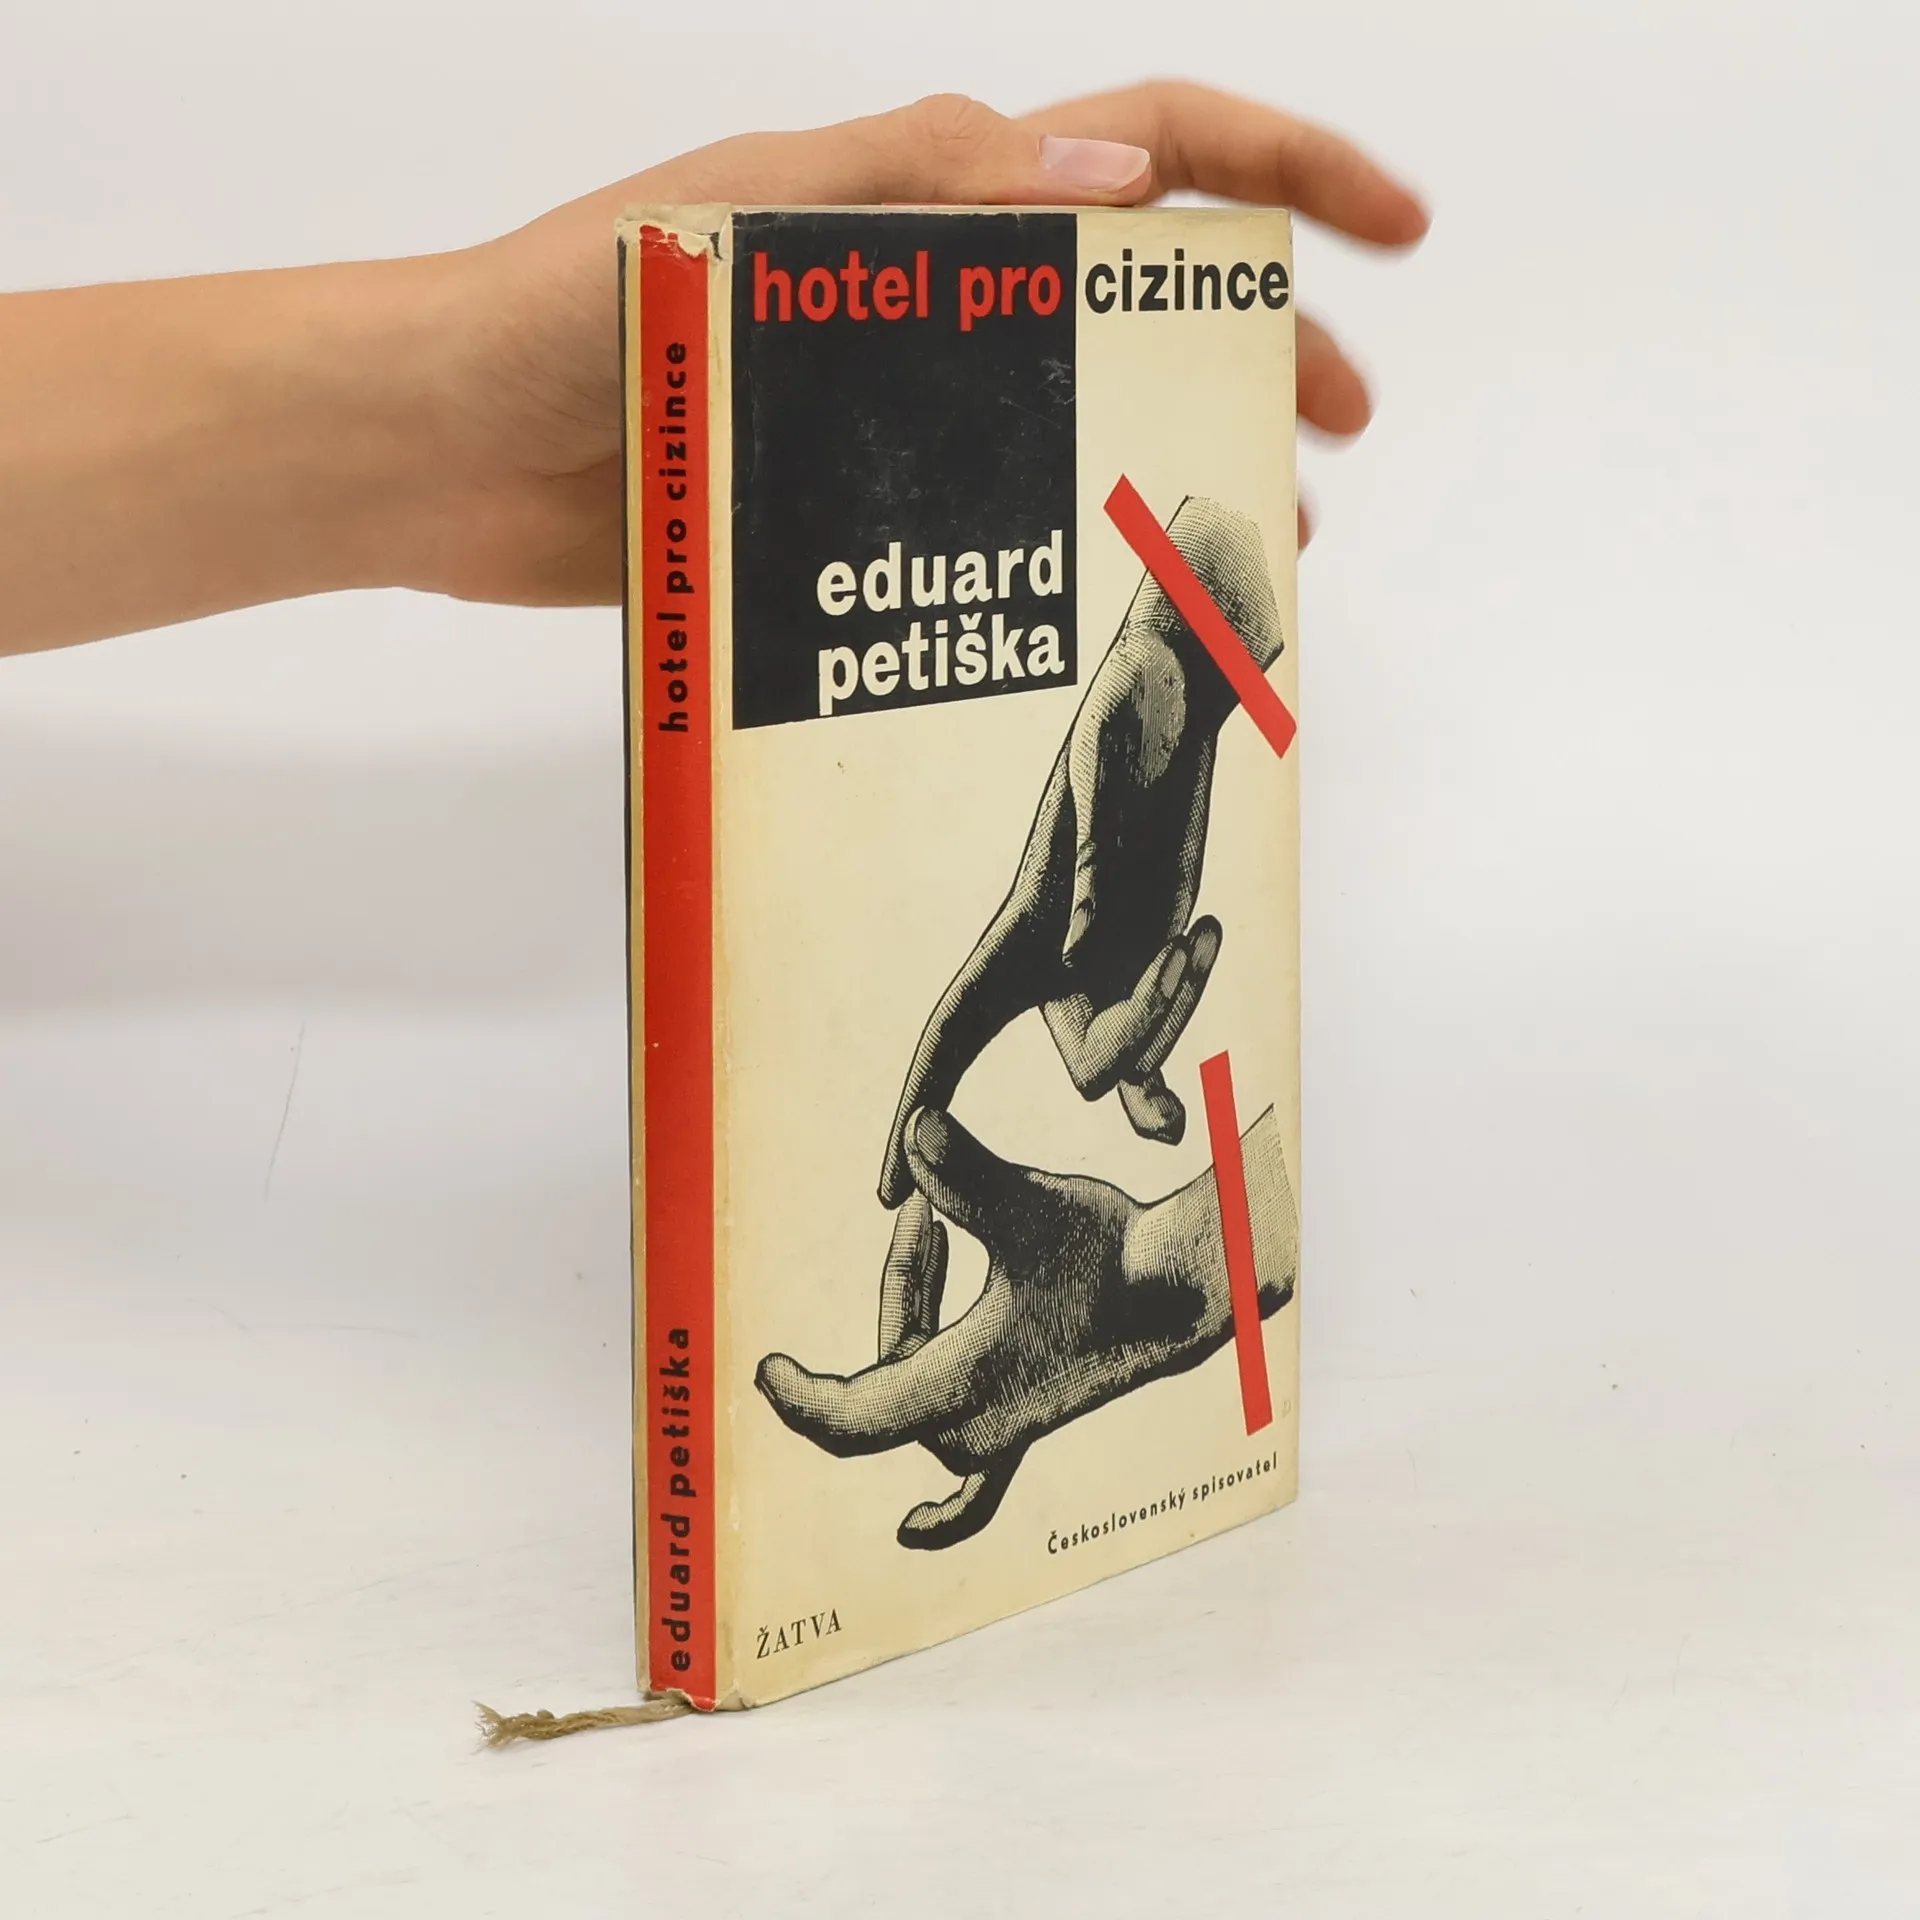 hotel pro cizince
eduard
petiška
Československý spisovatel
ŽATVA
hotel pro cizince
eduard petiška